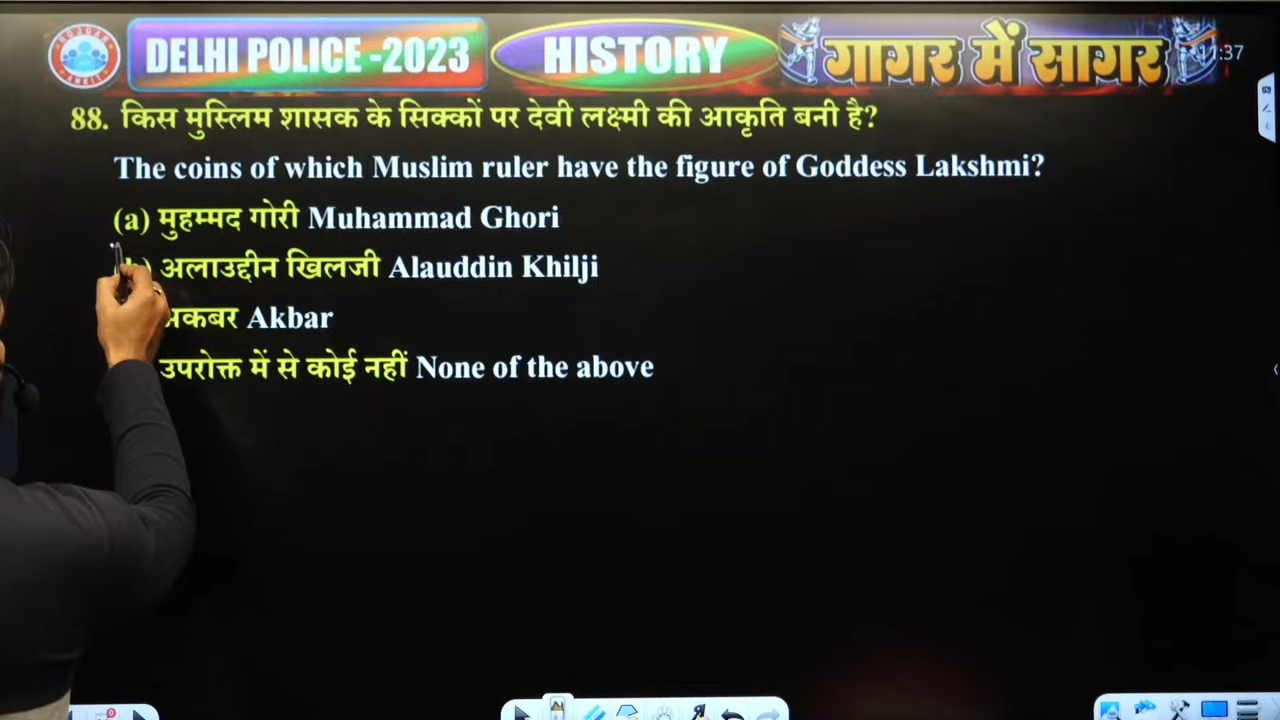 DELHI POLICE -2023
HISTORY
गागर में सागर
11:37
88. किस मुस्लिम शासक के सिक्कों पर देवी लक्ष्मी की आकृति बनी है?
The coins of which Muslim ruler have the figure of Goddess Lakshmi?
(a) मुहम्मद गोरी Muhammad Ghori
अलाउद्दीन खिलजी Alauddin Khilji
अकबर Akbar
उपरोक्त में से कोई नहीं None of the above